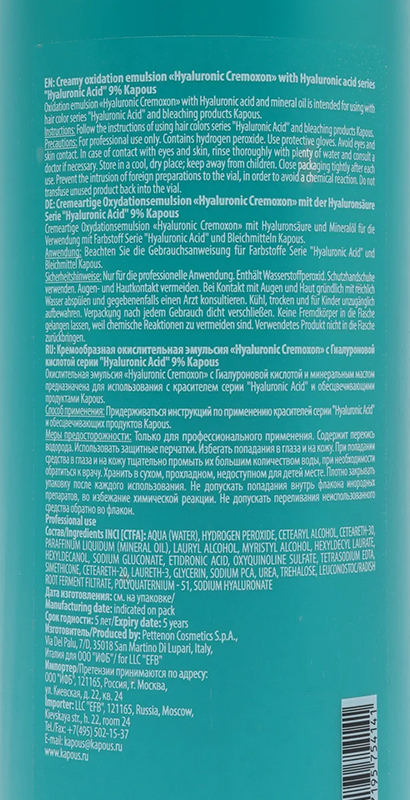 EN: Creamy oxidation emulsion «Hyaluronic Cremoxon» with Hyaluronic acid series
"Hyaluronic Acid" 9% Kapous
Oxidation emulsion «Hyaluronic Cremoxon» with Hyaluronic acid and mineral oil is intended for using with
hair color series "Hyaluronic Acid" and bleaching products Kapous.
Instructions: Follow the instructions of using hair colors series "Hyaluronic Acid" and bleaching products Kapous.
Precautions: For professional use only. Contains hydrogen peroxide. Use protective gloves. Avoid eyes and
skin contact. In case of contact with eyes and skin, rinse thoroughly with plenty of water and consult a
doctor if necessary. Store in a cool, dry place; keep away from children. Close packaging tightly after each
use. Prevent the intrusion of foreign preparations to the vial, in order to avoid a chemical reaction. Do not
transfuse unused product back into the vial.
DE: Cremeartige Oxydationsemulsion «Hyaluronic Cremoxon» mit der Hyaluronsäure
Serie "Hyaluronic Acid" 9% Kapous
Cremeartige Oxydationsemulsion «Hyaluronic Cremoxon» mit Hyaluronsäure und Mineralöl für die
Verwendung mit Farbstoff Serie "Hyaluronic Acid" und Bleichmitteln Kapous.
Anwendung: Beachten Sie die Gebrauchsanweisung für Farbstoffe Serie "Hyaluronic Acid" und
Bleichmittel Kapous.
Sicherheitshinweise: Nur für die professionelle Anwendung. Enthält Wasserstoffperoxid. Schutzhandschuhe
verwenden. Augen- und Hautkontakt vermeiden. Bei Kontakt mit Augen und Haut gründlich mit reichlich
Wasser abspülen und gegebenenfalls einen Arzt konsultieren. Kühl, trocken und für Kinder unzugänglich
aufbewahren. Verpackung nach jedem Gebrauch dicht verschließen. Keine Fremdkörper in die Flasche
gelangen lassen, weil chemische Reaktionen zu vermeiden sind. Verwendetes Produkt nicht in die Flasche
zurückbringen.
RU: Кремообразная окислительная эмульсия «Hyaluronic Cremoxon» с Гиалуроновой
кислотой серии "Hyaluronic Acid" 9% Kapous
Окислительная эмульсия «Hyaluronic Cremoxon» с Гиалуроновой кислотой и минеральным маслом
предназначена для использования с красителем серии "Hyaluronic Acid" и обесцвечивающими
продуктами Kapous.
Способ применения: Придерживаться инструкций по применению красителей серии "Hyaluronic Acid"
и обесцвечивающих продуктов Kapous.
Меры предосторожности: Только для профессионального применения. Содержит перекись
водорода. Использовать защитные перчатки. Избегать попадания в глаза и на кожу. При попадании
средства в глаза и на кожу тщательно промыть их большим количеством воды, при необходимости
обратиться к врачу. Хранить в сухом, прохладном, недоступном для детей месте. Плотно закрывать
упаковку после каждого использования. Не допускать попадания внутрь флакона инородных
препаратов, во избежание химической реакции. Не допускать переливания неиспользованного
средства обратно во флакон.
Professional use
Состав/Ingredients INCI (CTFA): AQUA (WATER), HYDROGEN PEROXIDE, CETEARYL ALCOHOL, CETEARETH-30,
PARAFFINUM LIQUIDUM (MINERAL OIL), LAURYL ALCOHOL, MYRISTYL ALCOHOL, HEXYLDECYL LAURATE,
HEXYLDECANOL, SODIUM GLUCONATE, ETIDRONIC ACID, OXYQUINOLINE SULFATE, TETRASODIUM EDTA,
SIMETHICONE, CETEARETH-20, LAURETH-3, GLYCERIN, SODIUM PCA, UREA, TREHALOSE, LEUCONOSTOC/RADISH
ROOT FERMENT FILTRATE, POLYQUATERNIUM - 51, SODIUM HYALURONATE
Дата изготовления: см. на упаковке/
Manufacturing date: indicated on pack
Срок годности: 5 лет/Expiry date: 5 years
Изготовитель/Produced by: Pettenon Cosmetics S.p.A.,
Via Del Palu, 7/D, 35018 San Martino Di Lupari, Italy,
Италия для ООО "ИФБ"/ for LLC "EFB"
Импортер/Претензии принимаются по адресу:
ООО "ИФБ", 121165, Россия, г. Москва,
ул. Киевская, д. 22, кв. 24
Importer: LLC "EFB", 121165, Russia, Moscow,
Kievskaya str., h. 22, room 24
Tel./Fax: +7(495) 502-15-37
E-mail: kapous@kapous.ru
www.kapous.ru